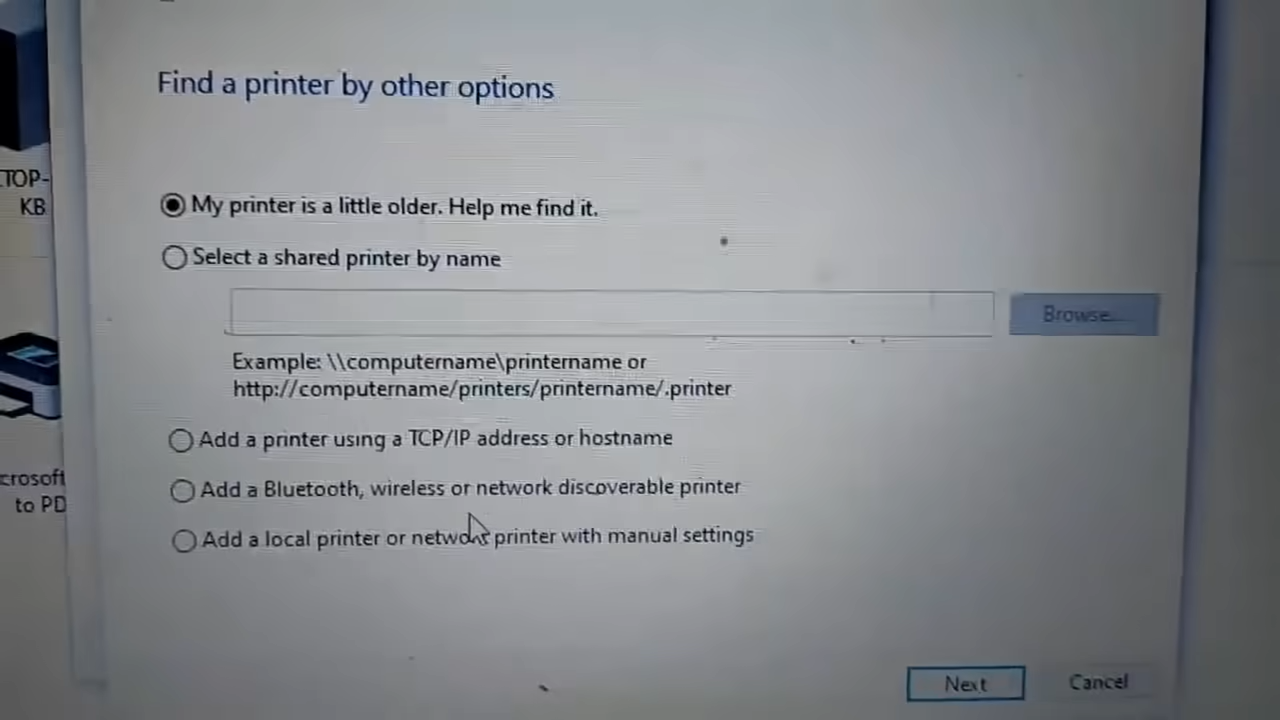 Find a printer by other options
TOP-
KB
My printer is a little older. Help me find it.
Select a shared printer by name
Browse...
Example: \\computername\printername or
http://computername/printers/printername/.printer
Add a printer using a TCP/IP address or hostname
crosoft
to PD
Add a Bluetooth, wireless or network discoverable printer
Add a local printer or network printer with manual settings
Next
Cancel